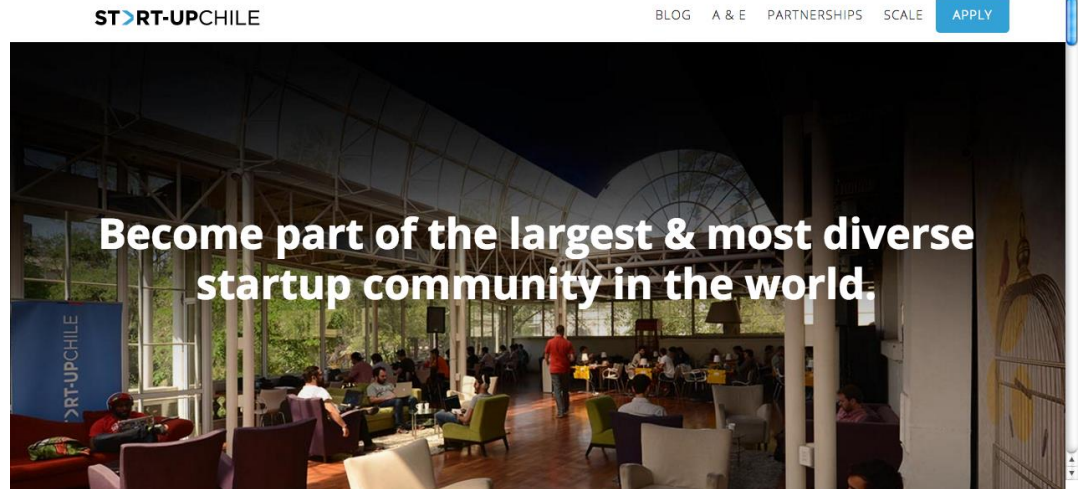 ST>RT-UPCHILE
BLOG A & E PARTNERSHIPS SCALE APPLY
Become part of the largest & most diverse
startup community in the world.
>RT-UPCHILE